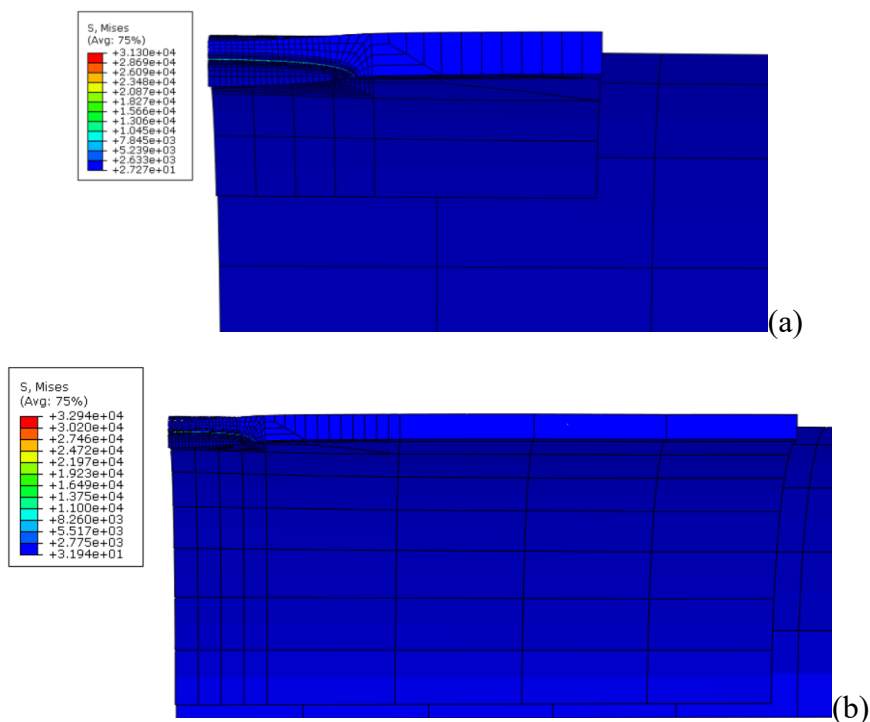 S, Mises
(Avg: 75%)
+3.130e+04
+2.869e+04
+2.609e+04
+2.348e+04
+2.087e+04
+1.827e+04
+1.566e+04
+1.306e+04
+1.045e+04
+7.845e+03
+5.239e+03
+2.633e+03
+2.727e+01
(a)
S, Mises
(Avg: 75%)
+3.294e+04
+3.020e+04
+2.746e+04
+2.472e+04
+2.197e+04
+1.923e+04
+1.649e+04
+1.375e+04
+1.100e+04
+8.260e+03
+5.517e+03
+2.775e+03
+3.194e+01
(b)